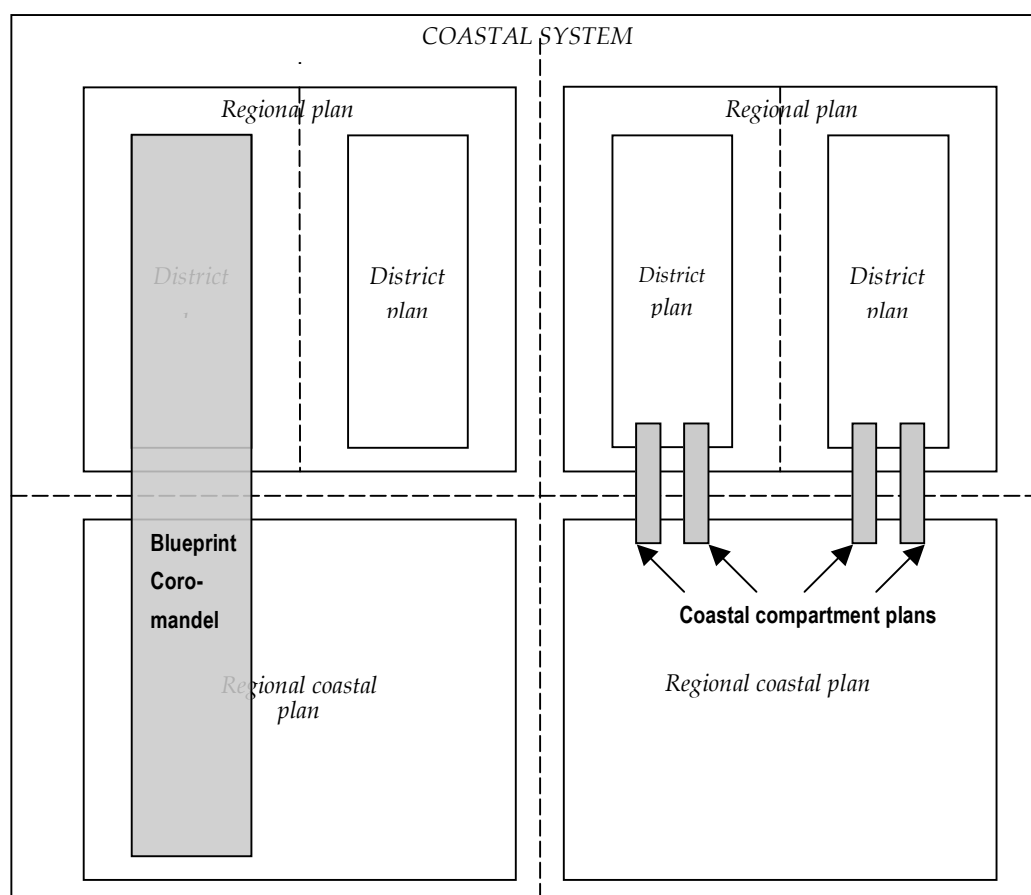 COASTAL SYSTEM
Regional plan
Regional plan
District
District
plan
District
plan
District
plan
Blueprint
Coro-
mandel
Coastal compartment plans
Regional coastal
plan
Regional coastal plan